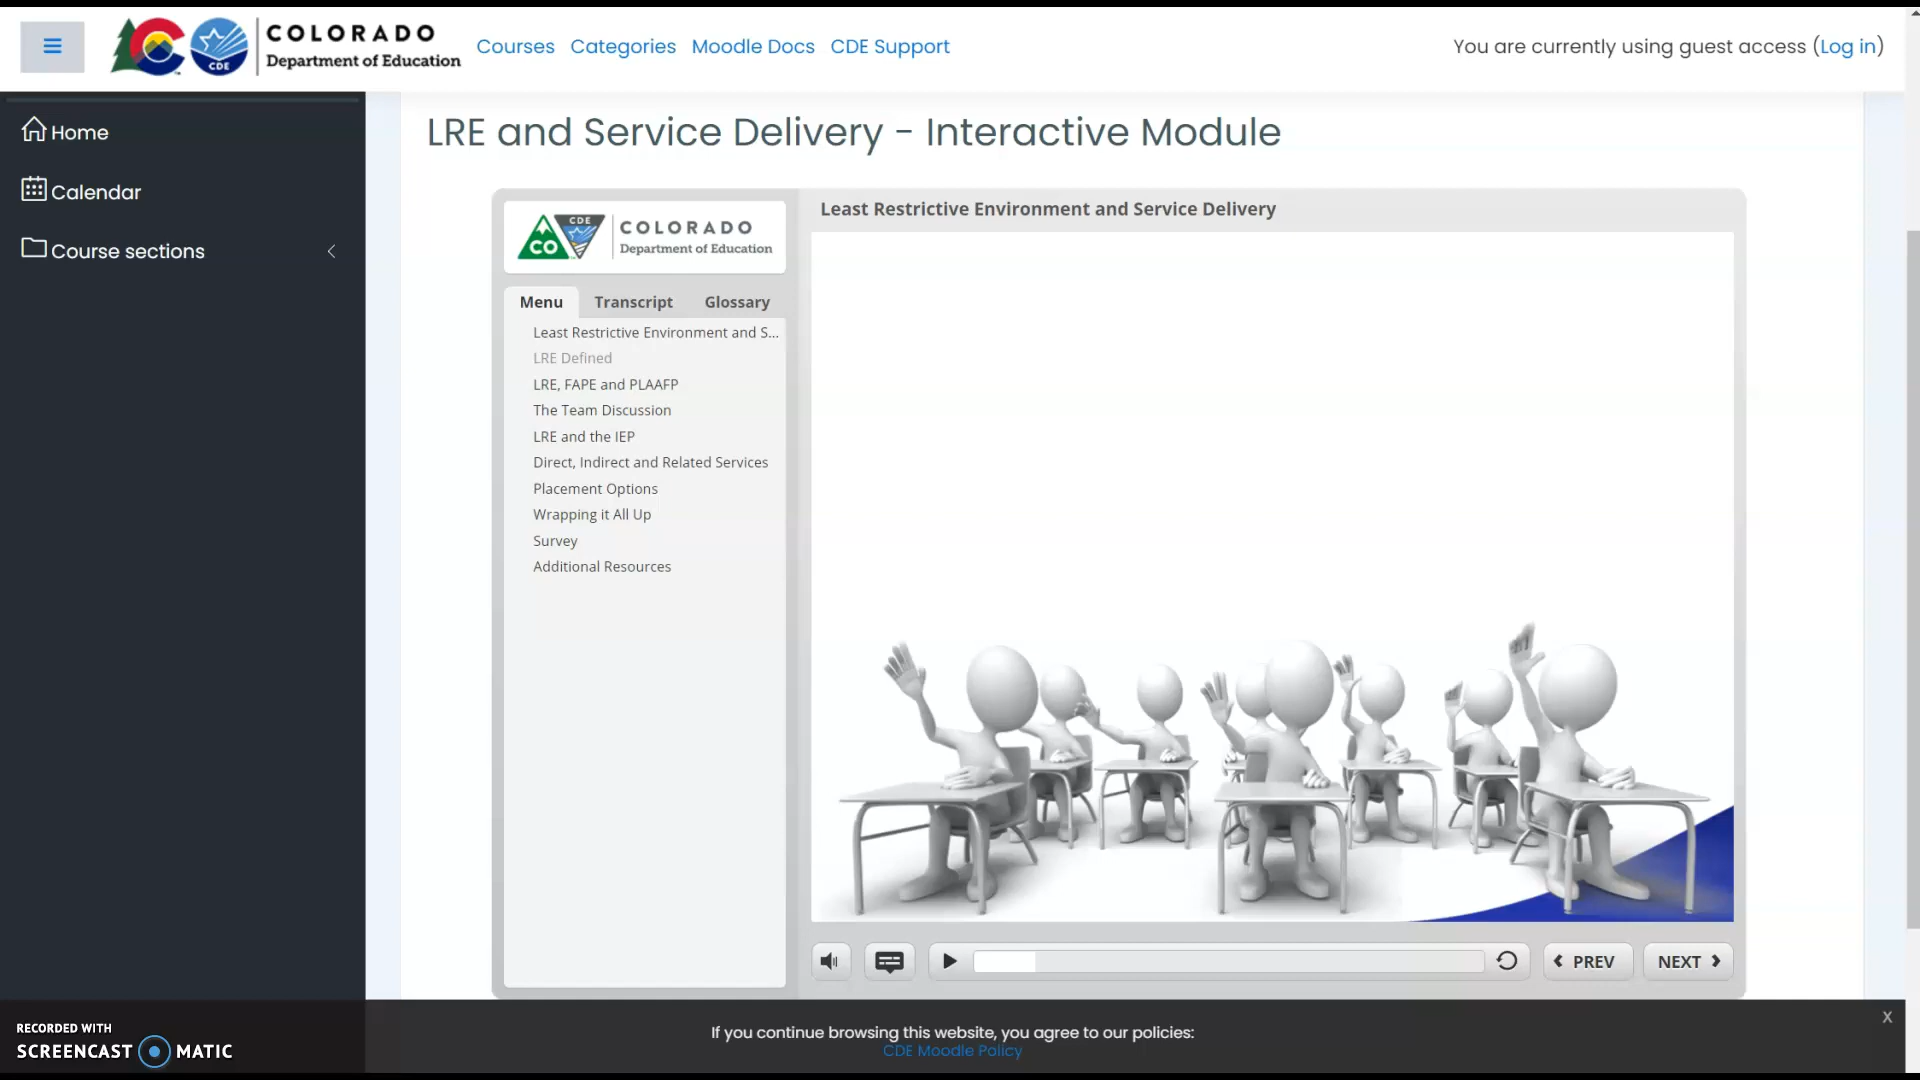 COLORADO
Department of Education
CDE
Courses Categories Moodle Docs CDE Support
You are currently using guest access (Log in)
Home
Calendar
Course sections
LRE and Service Delivery - Interactive Module
CDE
CO
COLORADO
Department of Education
Least Restrictive Environment and Service Delivery
Menu Transcript Glossary
Least Restrictive Environment and S...
LRE Defined
LRE, FAPE and PLAAFP
The Team Discussion
LRE and the IEP
Direct, Indirect and Related Services
Placement Options
Wrapping it All Up
Survey
Additional Resources
PREV NEXT
If you continue browsing this website, you agree to our policies:
CDE Moodle Policy
x
RECORDED WITH
SCREENCAST MATIC